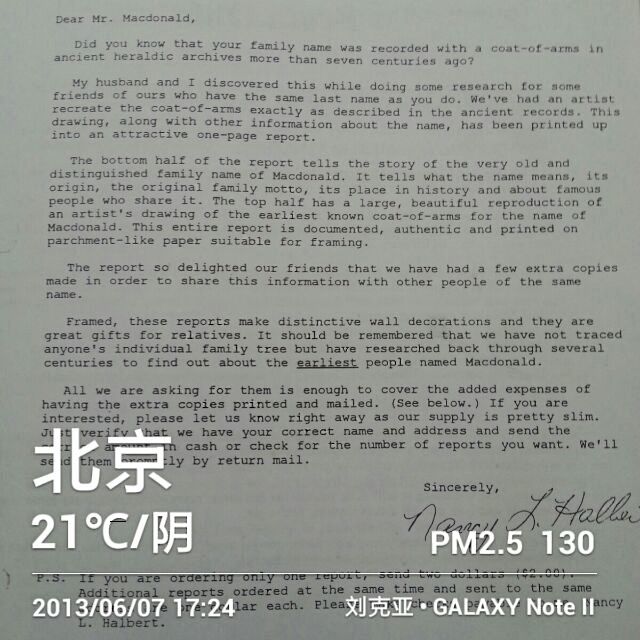 Dear Mr. Macdonald,
Did you know that your family name was recorded with a coat-of-arms in
ancient heraldic archives more than seven centuries ago?
My husband and I discovered this while doing some research for some
friends of ours who have the same last name as you do. We've had an artist
recreate the coat-of-arms exactly as described in the ancient records. This
drawing, along with other information about the name, has been printed up
into an attractive one-page report.
The bottom half of the report tells the story of the very old and
distinguished family name of Macdonald. It tells what the name means, its
origin, the original family motto, its place in history and about famous
people who share it. The top half has a large, beautiful reproduction of
an artist's drawing of the earliest known coat-of-arms for the name of
Macdonald. This entire report is documented, authentic and printed on
parchment-like paper suitable for framing.
The report so delighted our friends that we have had a few extra copies
made in order to share this information with other people of the same
name.
Framed, these reports make distinctive wall decorations and they are
great gifts for relatives. It should be remembered that we have not traced
anyone's individual family tree but have researched back through several
centuries to find out about the earliest people named Macdonald.
All we are asking for them is enough to cover the added expenses of
having the extra copies printed and mailed. (See below.) If you are
interested, please let us know right away as our supply is pretty slim.
Just verify that we have your correct name and address and send the
amount in cash or check for the number of reports you want. We'll
send them promptly by return mail.
Sincerely,
Nancy L. Halbert
北京
21℃/阴
PM2.5 130
P.S. If you are ordering only one report, send two dollars ($2.00).
Additional reports ordered at the same time and sent to the same
one dollar each. Please Nancy
L. Halbert.
2013/06/07 17:24
刘克亚·GALAXY Note II